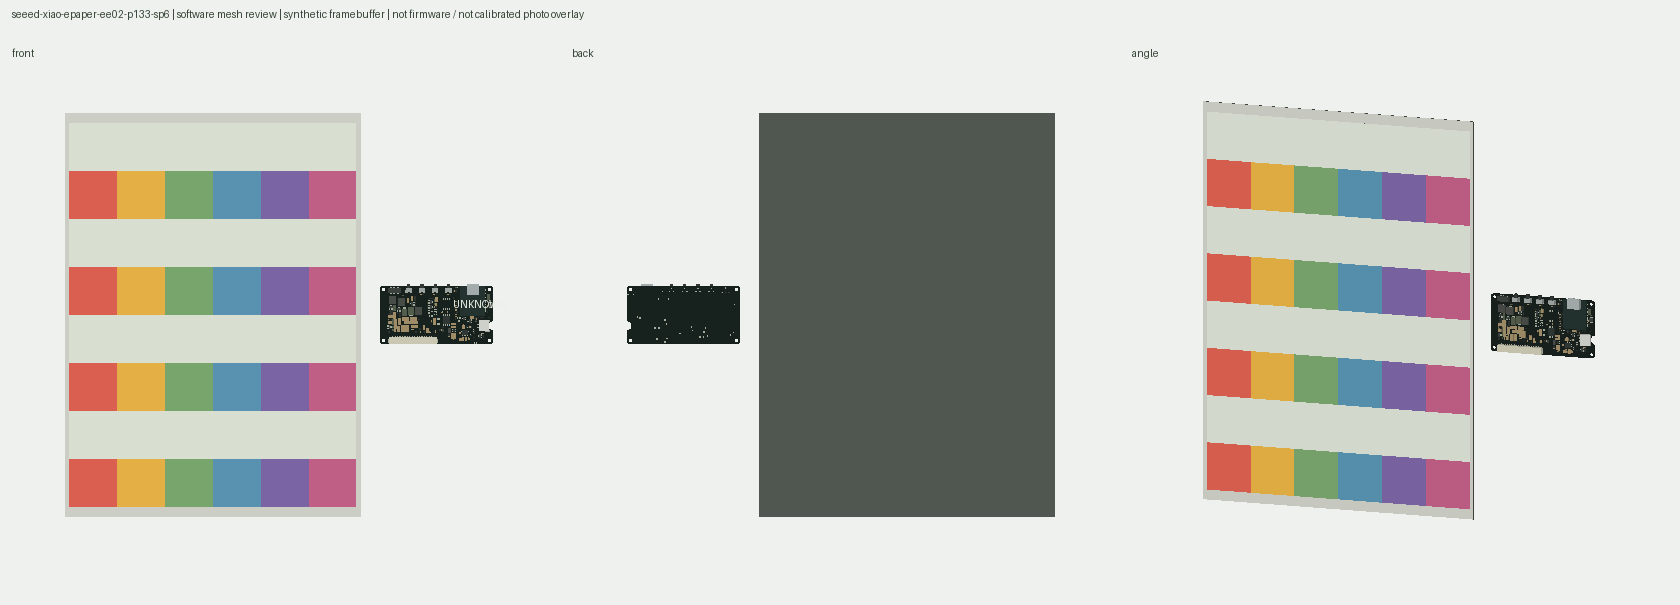 seeed-xiao-epaper-ee02-p133-sp6 | software mesh review | synthetic framebuffer | not firmware / not calibrated photo overlay
front
back
angle